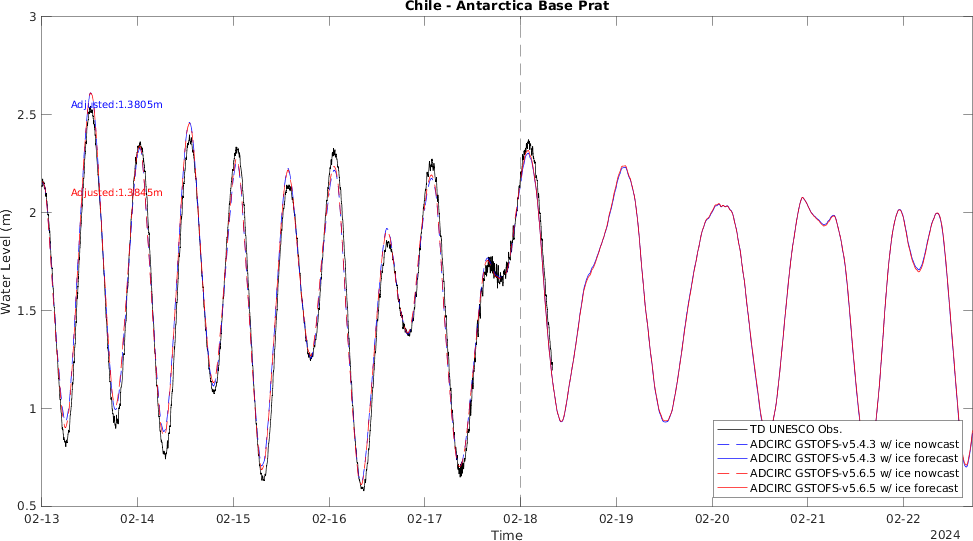 Chile - Antarctica Base Prat
3
2.5
2
1.5
1
0.5
Water Level (m)
Adjusted:1.3805m
Adjusted:1.3845m
TD UNESCO Obs.
ADCIRC GSTOFS-v5.4.3 w/ ice nowcast
ADCIRC GSTOFS-v5.4.3 w/ ice forecast
ADCIRC GSTOFS-v5.6.5 w/ ice nowcast
ADCIRC GSTOFS-v5.6.5 w/ ice forecast
02-13 02-14 02-15 02-16 02-17 02-18 02-19 02-20 02-21 02-22
Time
2024